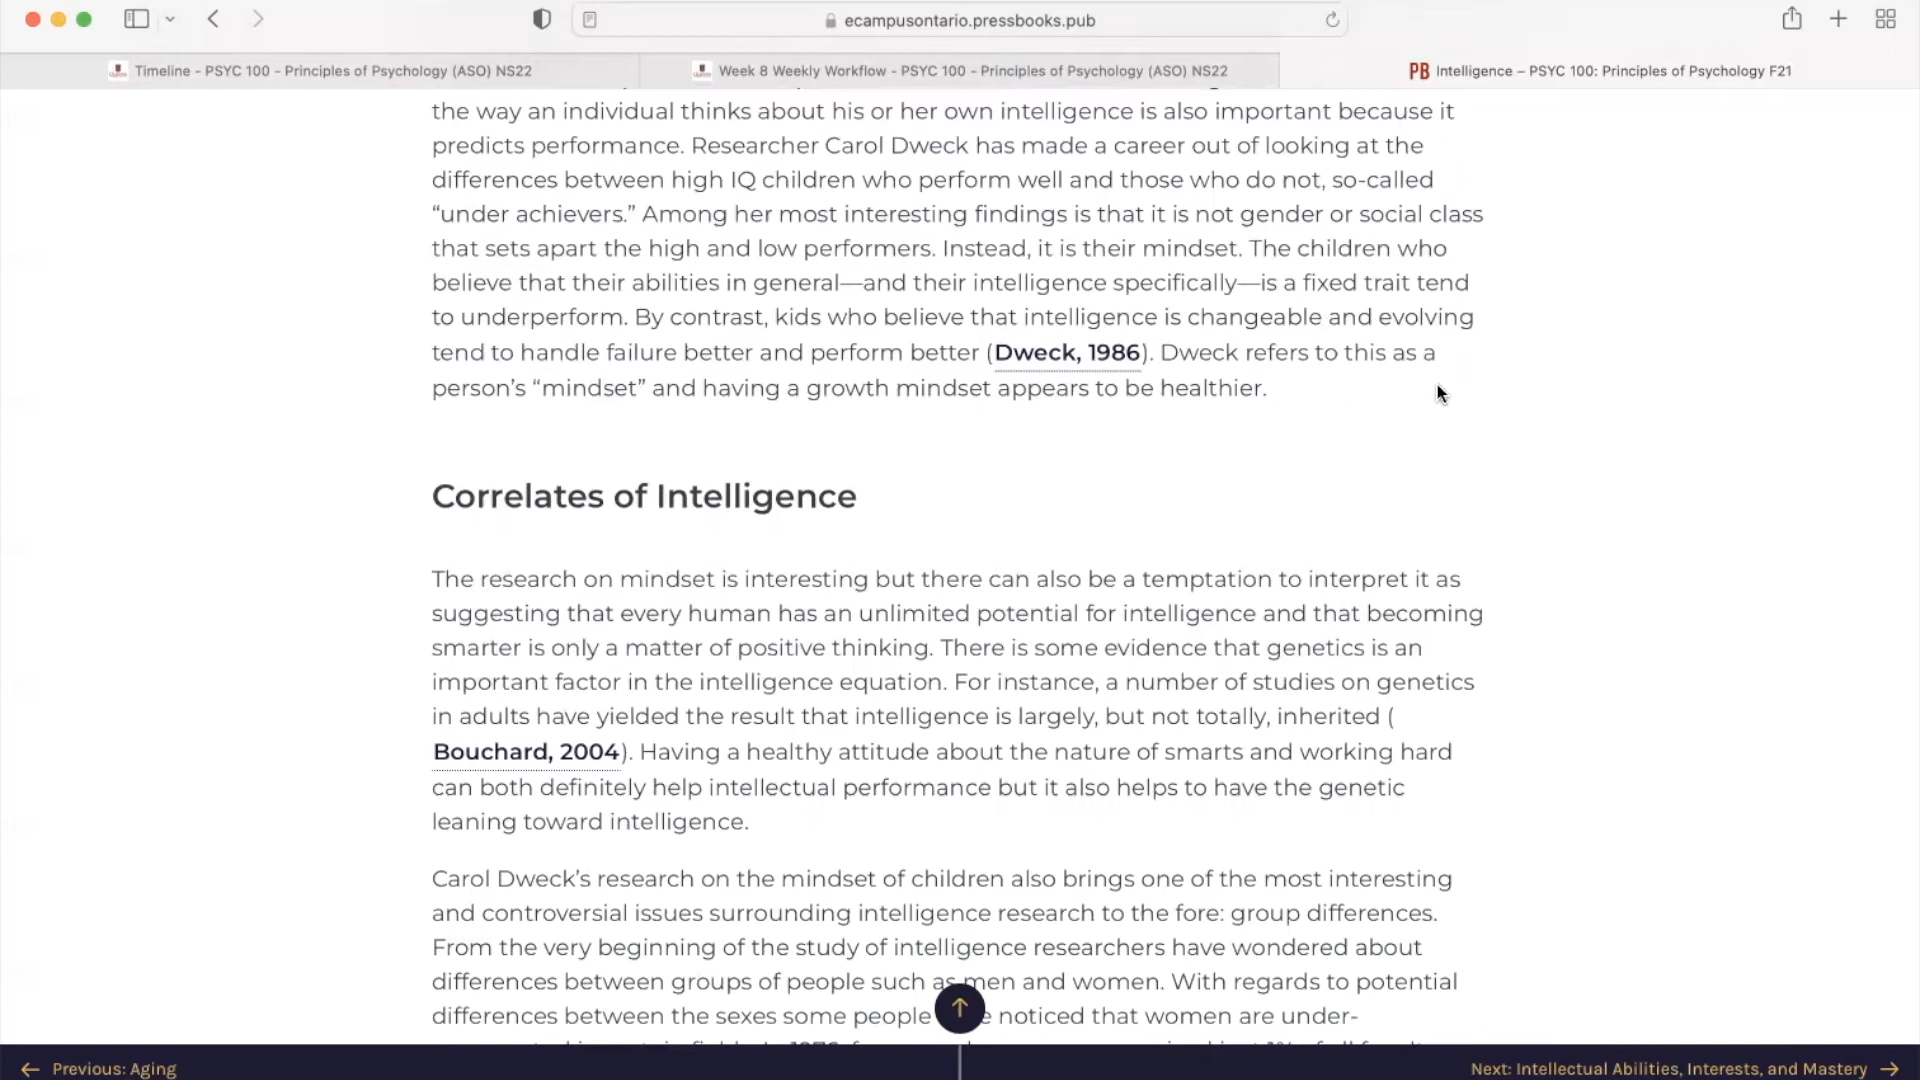 ecampusontario.pressbooks.pub
Timeline - PSYC 100 - Principles of Psychology (ASO) NS22
Week 8 Weekly Workflow - PSYC 100 - Principles of Psychology (ASO) NS22
PB Intelligence – PSYC 100: Principles of Psychology F21
the way an individual thinks about his or her own intelligence is also important because it
predicts performance. Researcher Carol Dweck has made a career out of looking at the
differences between high IQ children who perform well and those who do not, so-called
“under achievers.” Among her most interesting findings is that it is not gender or social class
that sets apart the high and low performers. Instead, it is their mindset. The children who
believe that their abilities in general—and their intelligence specifically—is a fixed trait tend
to underperform. By contrast, kids who believe that intelligence is changeable and evolving
tend to handle failure better and perform better (Dweck, 1986). Dweck refers to this as a
person’s “mindset” and having a growth mindset appears to be healthier.
Correlates of Intelligence
The research on mindset is interesting but there can also be a temptation to interpret it as
suggesting that every human has an unlimited potential for intelligence and that becoming
smarter is only a matter of positive thinking. There is some evidence that genetics is an
important factor in the intelligence equation. For instance, a number of studies on genetics
in adults have yielded the result that intelligence is largely, but not totally, inherited (
Bouchard, 2004). Having a healthy attitude about the nature of smarts and working hard
can both definitely help intellectual performance but it also helps to have the genetic
leaning toward intelligence.
Carol Dweck’s research on the mindset of children also brings one of the most interesting
and controversial issues surrounding intelligence research to the fore: group differences.
From the very beginning of the study of intelligence researchers have wondered about
differences between groups of people such as men and women. With regards to potential
differences between the sexes some people noticed that women are under-
← Previous: Aging
Next: Intellectual Abilities, Interests, and Mastery →